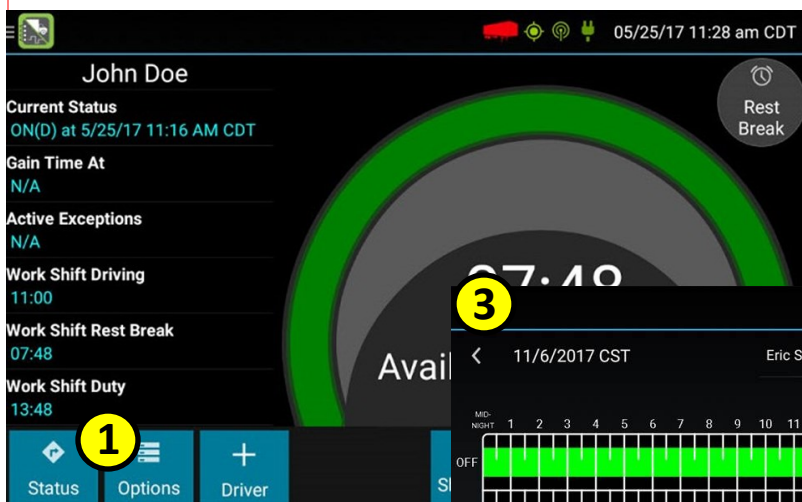 05/25/17 11:28 am CDT
John Doe
Rest
Break
Current Status
ON(D) at 5/25/17 11:16 AM CDT
Gain Time At
N/A
Active Exceptions
N/A
Work Shift Driving
11:00
Work Shift Rest Break
07:48
Work Shift Duty
13:48
07:48
Avail
1
Status
Options
Driver
3
11/6/2017 CST
Eric S
MID-
NIGHT 1 2 3 4 5 6 7 8 9 10 11
OFF